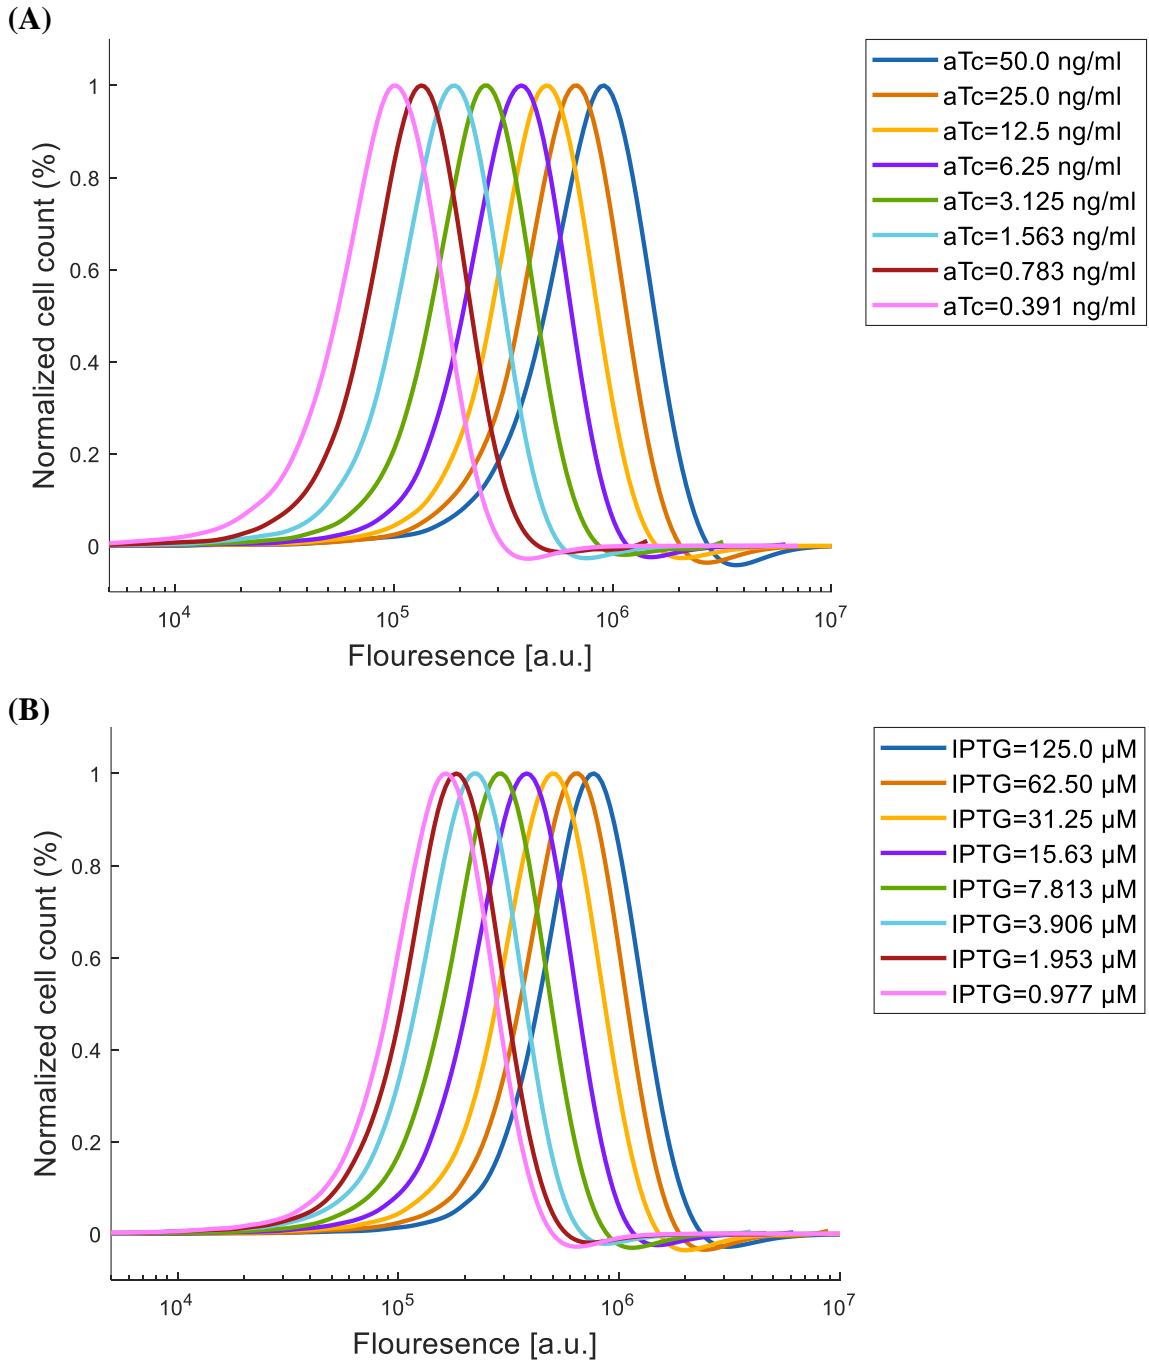 (A)
Normalized cell count (%)
1
0.8
0.6
0.4
0.2
0
10^4
10^5
10^6
10^7
Flouresence [a.u.]
aTc=50.0 ng/ml
aTc=25.0 ng/ml
aTc=12.5 ng/ml
aTc=6.25 ng/ml
aTc=3.125 ng/ml
aTc=1.563 ng/ml
aTc=0.783 ng/ml
aTc=0.391 ng/ml
(B)
Normalized cell count (%)
1
0.8
0.6
0.4
0.2
0
10^4
10^5
10^6
10^7
Flouresence [a.u.]
IPTG=125.0 µM
IPTG=62.50 µM
IPTG=31.25 µM
IPTG=15.63 µM
IPTG=7.813 µM
IPTG=3.906 µM
IPTG=1.953 µM
IPTG=0.977 µM